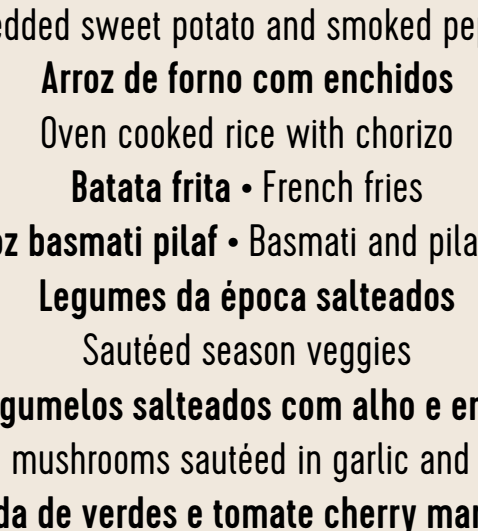 sweet potato and smoked
Arroz de forno com enchidos
Oven cooked rice with chorizo
Batata frita • French fries
basmati pilaf • Basmati and
Legumes da época salteados
Sautéed season veggies
salteados com alho e
mushrooms sautéed in garlic and
de verdes e tomate cherry